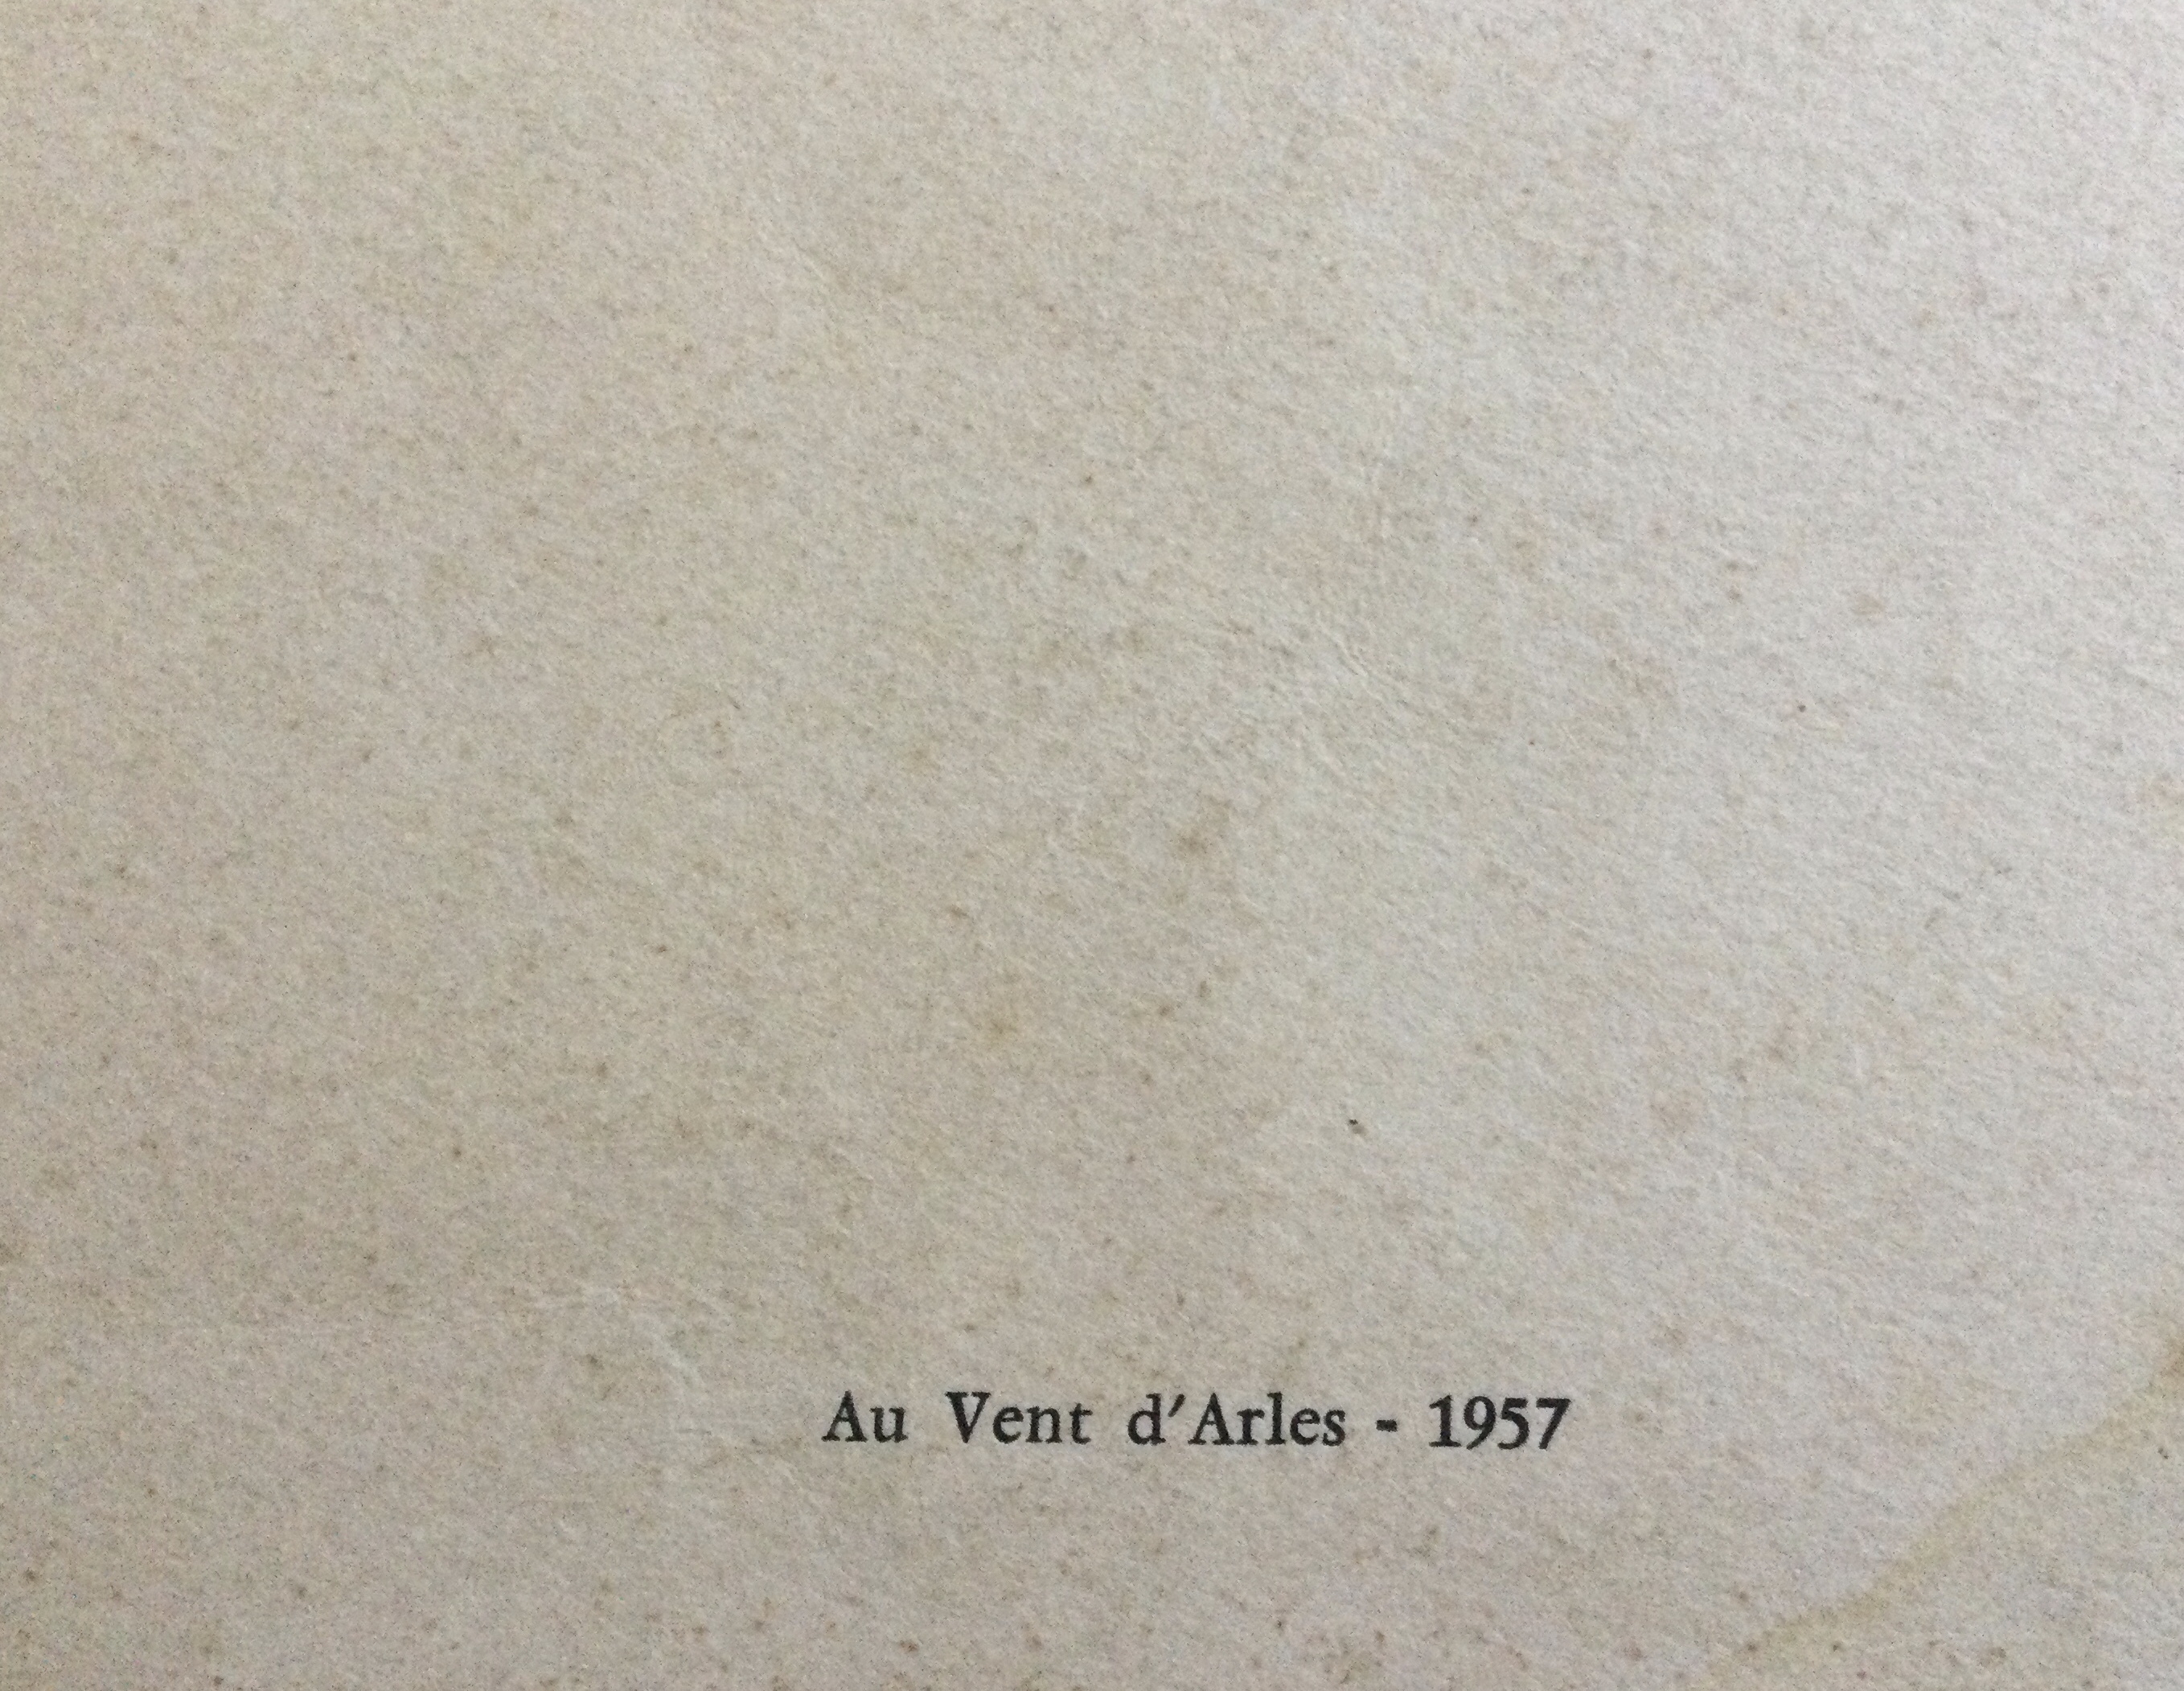 Au Vent d'Arles - 1957